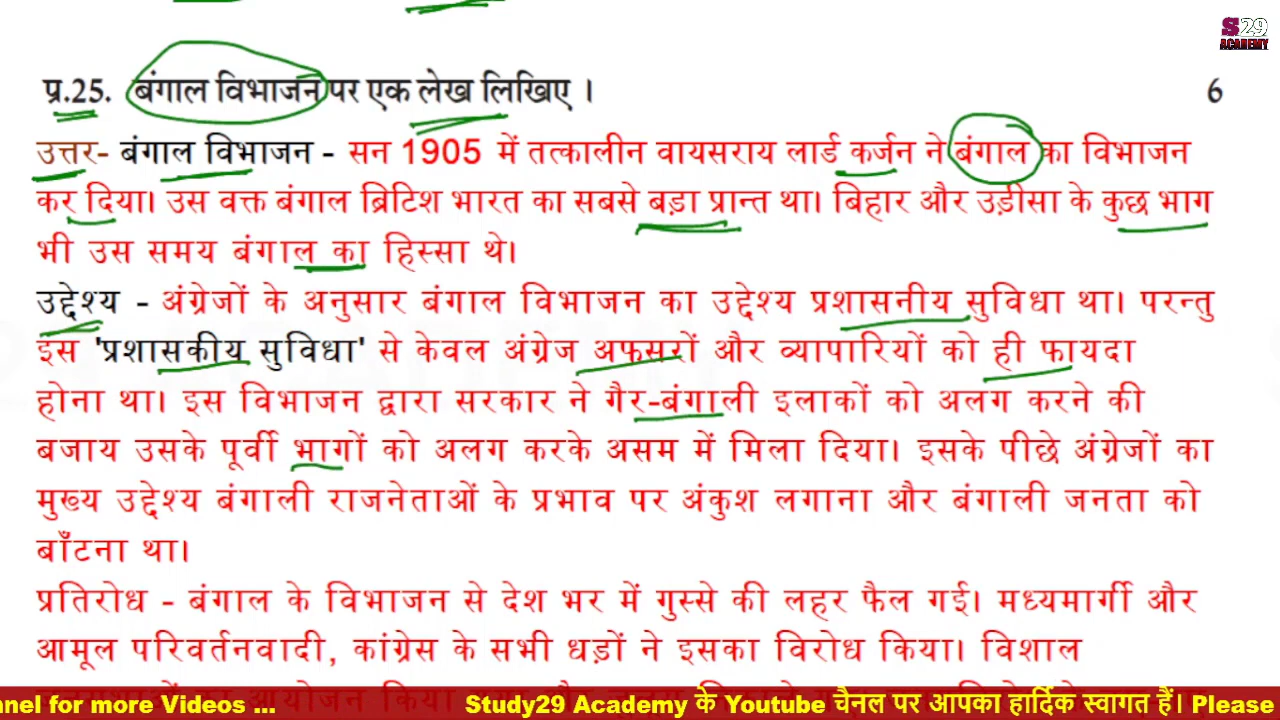 S29
ACADEMY
प्र.25. बंगाल विभाजन पर एक लेख लिखिए । 6
उत्तर- बंगाल विभाजन - सन 1905 में तत्कालीन वायसराय लार्ड कर्जन ने बंगाल का विभाजन
कर दिया। उस वक्त बंगाल ब्रिटिश भारत का सबसे बड़ा प्रान्त था। बिहार और उड़ीसा के कुछ भाग
भी उस समय बंगाल का हिस्सा थे।
उद्देश्य - अंग्रेजों के अनुसार बंगाल विभाजन का उद्देश्य प्रशासनीय सुविधा था। परन्तु
इस 'प्रशासकीय सुविधा' से केवल अंग्रेज अफसरों और व्यापारियों को ही फायदा
होना था। इस विभाजन द्वारा सरकार ने गैर-बंगाली इलाकों को अलग करने की
बजाय उसके पूर्वी भागों को अलग करके असम में मिला दिया। इसके पीछे अंग्रेजों का
मुख्य उद्देश्य बंगाली राजनेताओं के प्रभाव पर अंकुश लगाना और बंगाली जनता को
बाँटना था।
प्रतिरोध - बंगाल के विभाजन से देश भर में गुस्से की लहर फैल गई। मध्यमार्गी और
आमूल परिवर्तनवादी, कांग्रेस के सभी धड़ों ने इसका विरोध किया। विशाल
nnel for more Videos ... Study29 Academy के Youtube चैनल पर आपका हार्दिक स्वागत हैं। Please